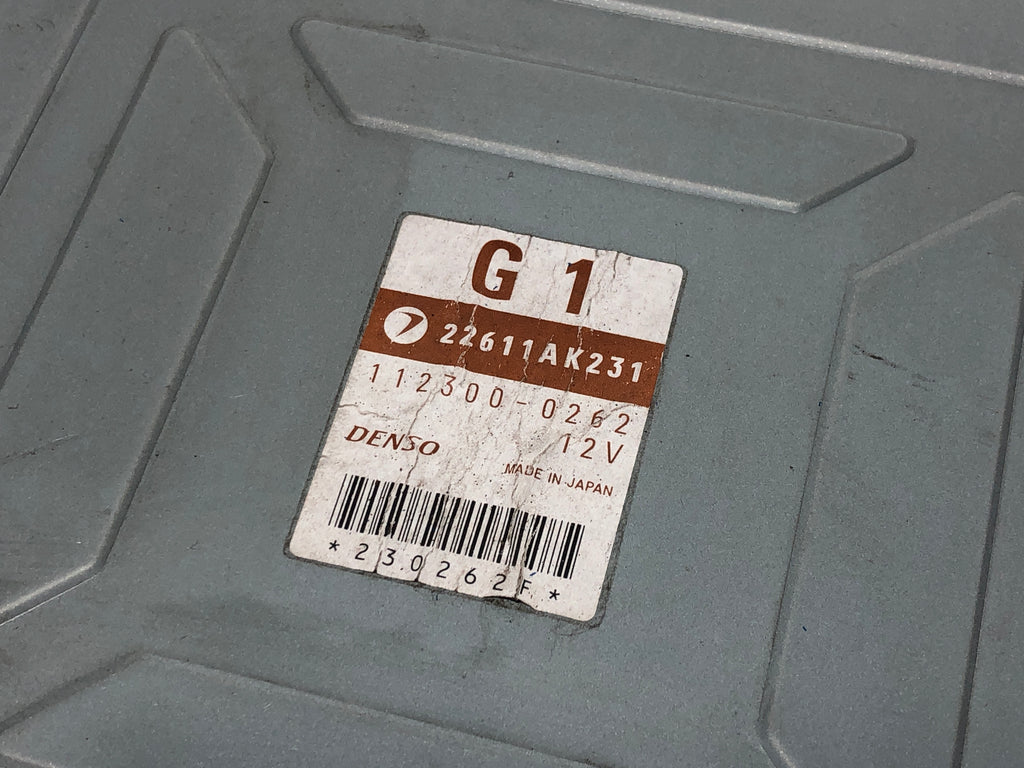 G 1
22611AK231
112300-0262
12V
DENSO
MADE IN JAPAN
*230262F*